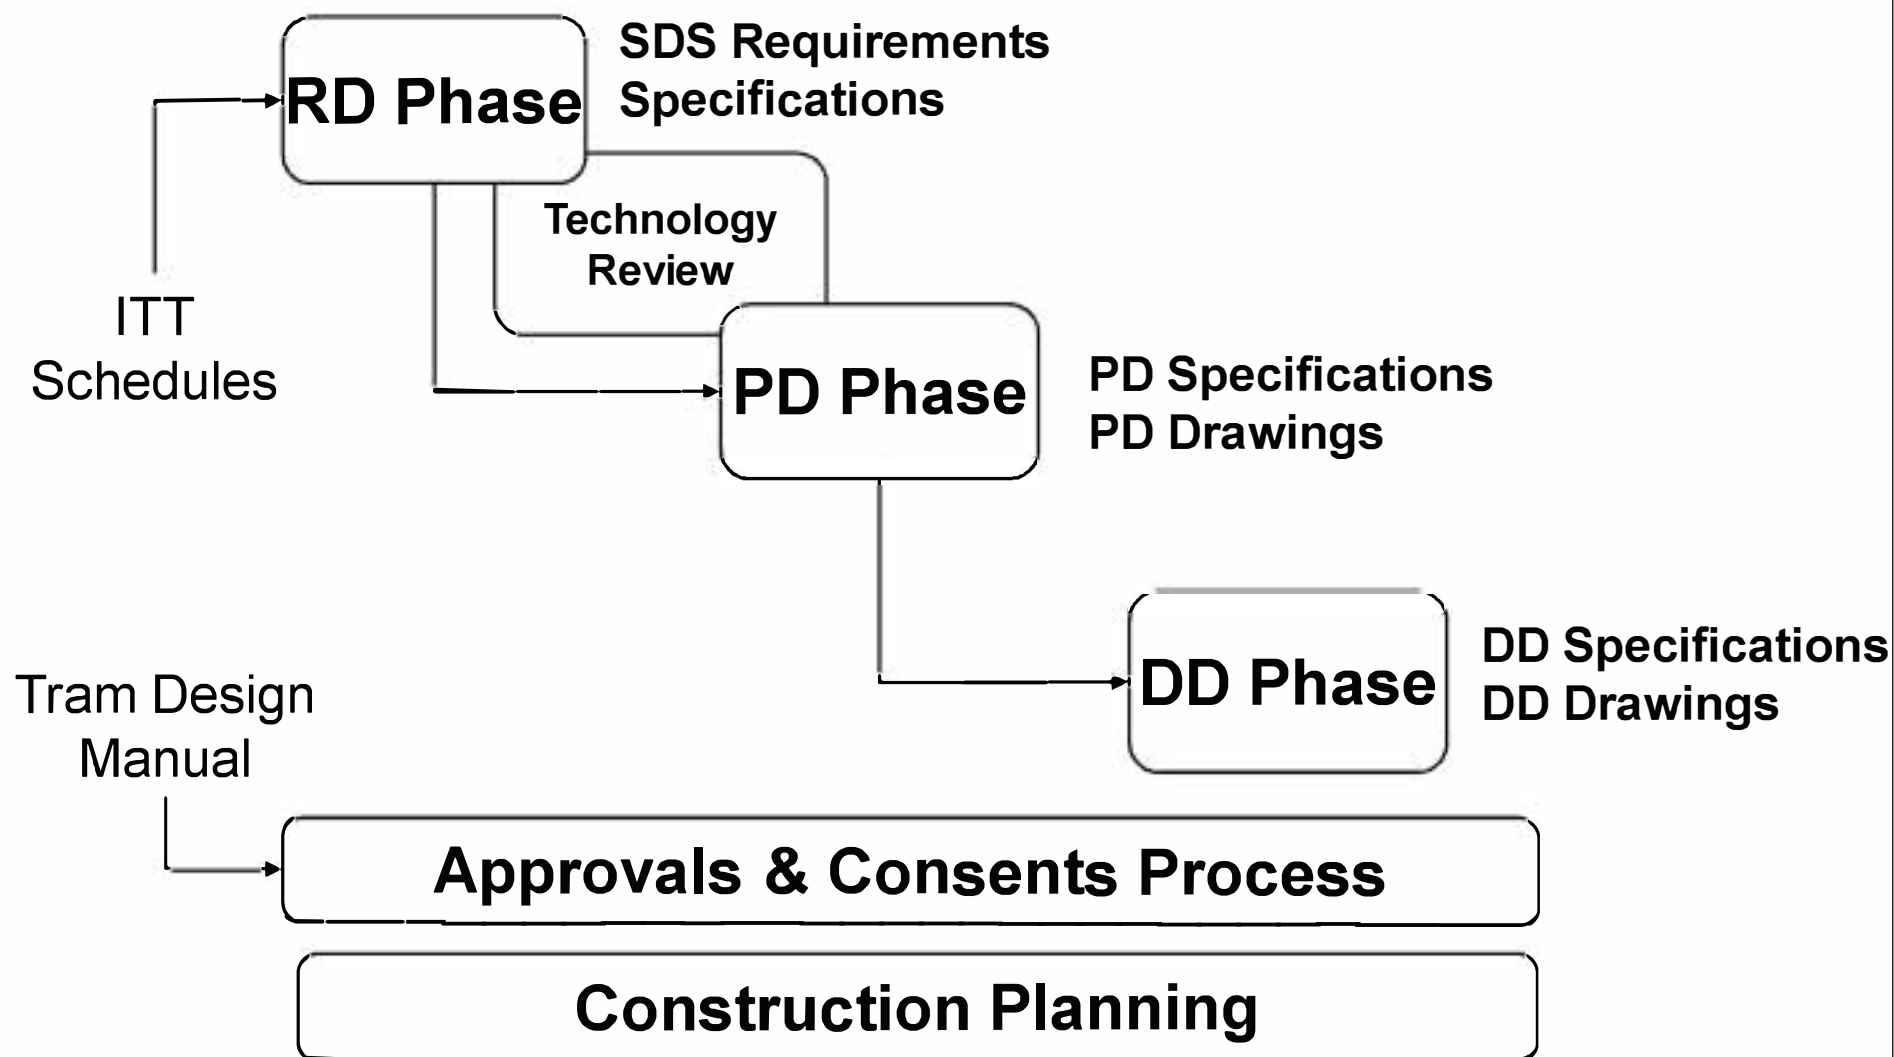 SDS Requirements
Specifications
RD Phase
Technology
Review
ITT
Schedules
PD Phase
PD Specifications
PD Drawings
DD Phase
DD Specifications
DD Drawings
Tram Design
Manual
Approvals & Consents Process
Construction Planning